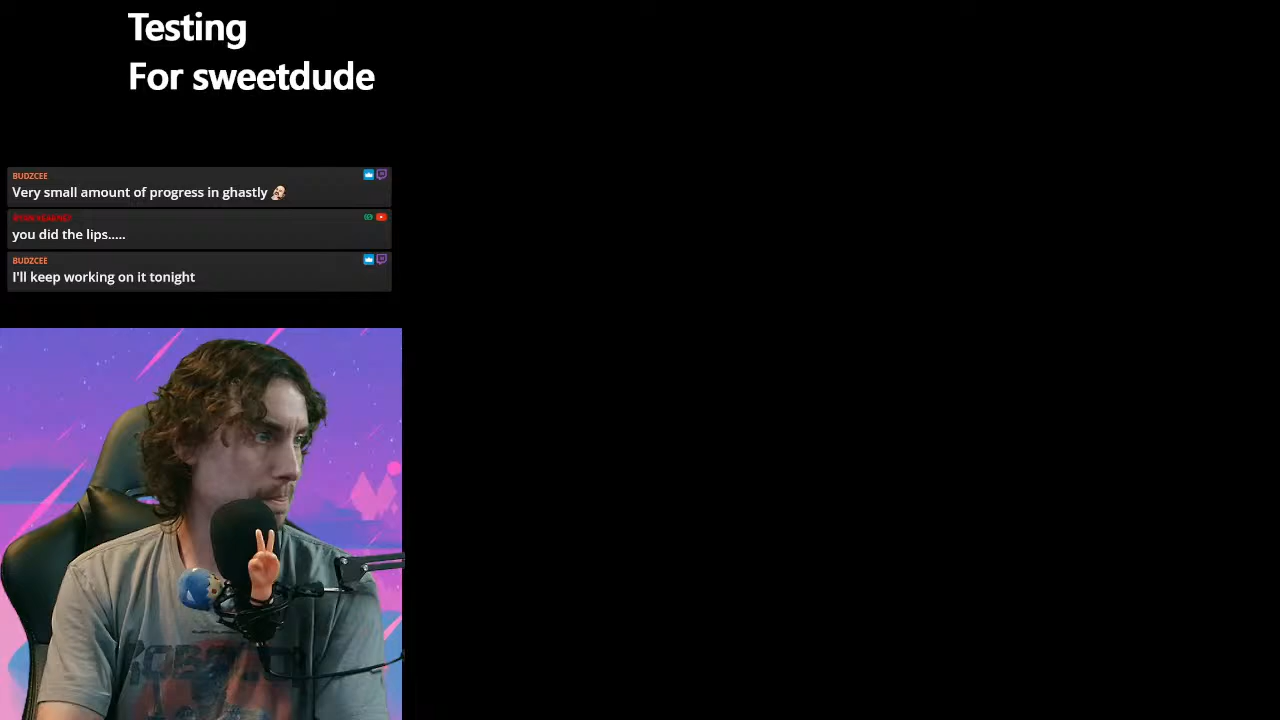 Testing
For sweetdude
BUDZCEE
Very small amount of progress in ghastly
you did the lips.....
BUDZCEE
I'll keep working on it tonight